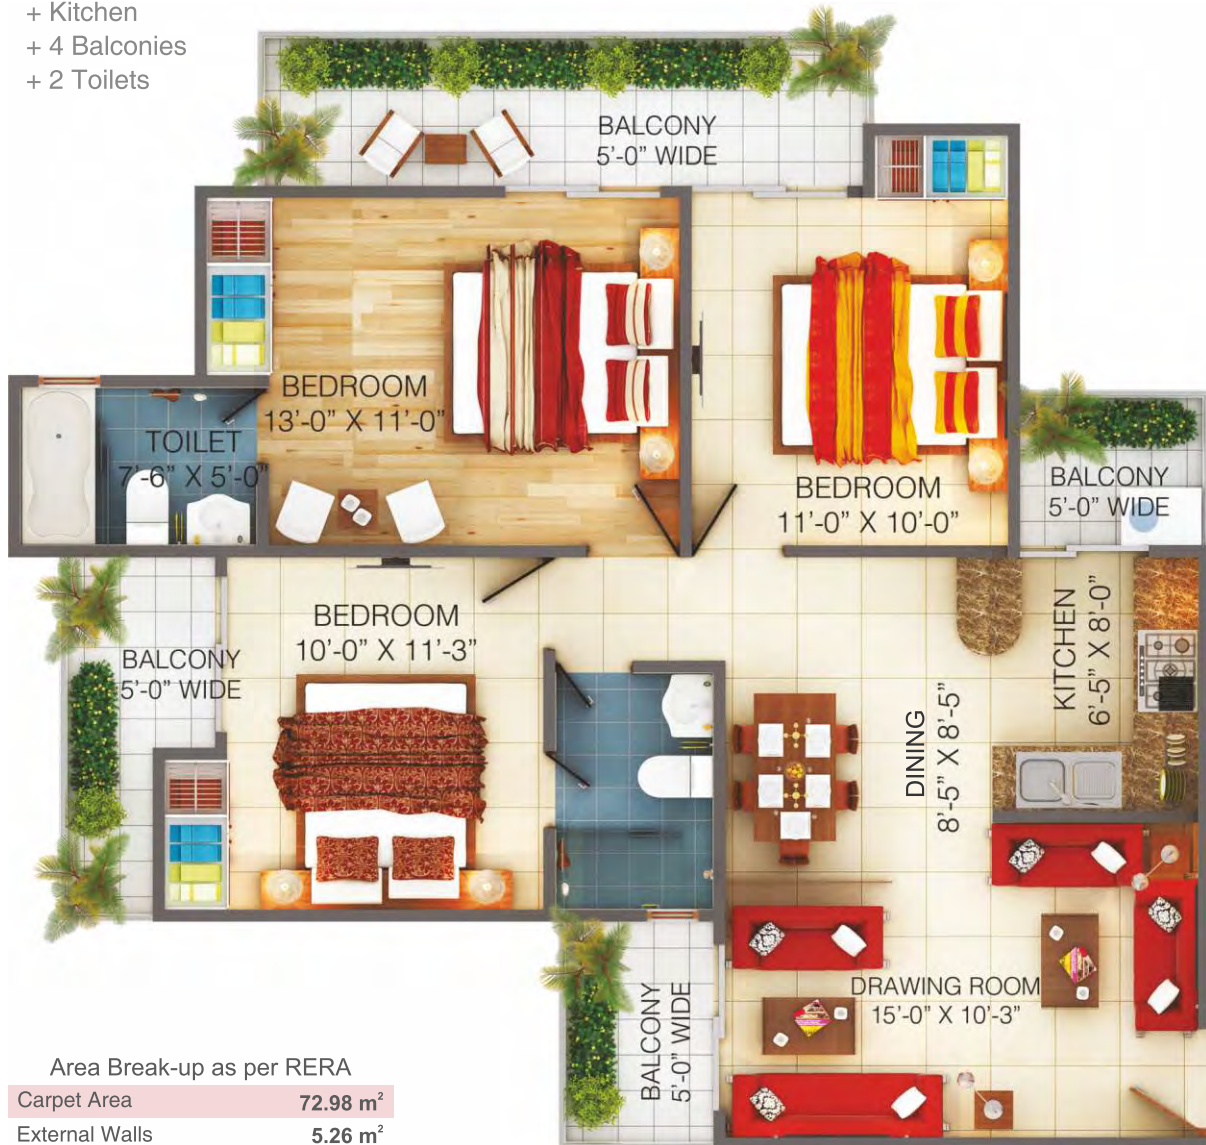 + Kitchen
+ 4 Balconies
+ 2 Toilets
BALCONY
5'-0" WIDE
BEDROOM
13'-0" X 11'-0"
TOILET
7'-6" X 5'-0"
BEDROOM
11'-0" X 10'-0"
BALCONY
5'-0" WIDE
BEDROOM
10'-0" X 11'-3"
BALCONY
5'-0" WIDE
KITCHEN
6'-5" X 8'-0"
DINING
8'-5" X 8'-5"
DRAWING ROOM
15'-0" X 10'-3"
BALCONY
5'-0" WIDE
Area Break-up as per RERA
Carpet Area 72.98 m²
External Walls 5.26 m²